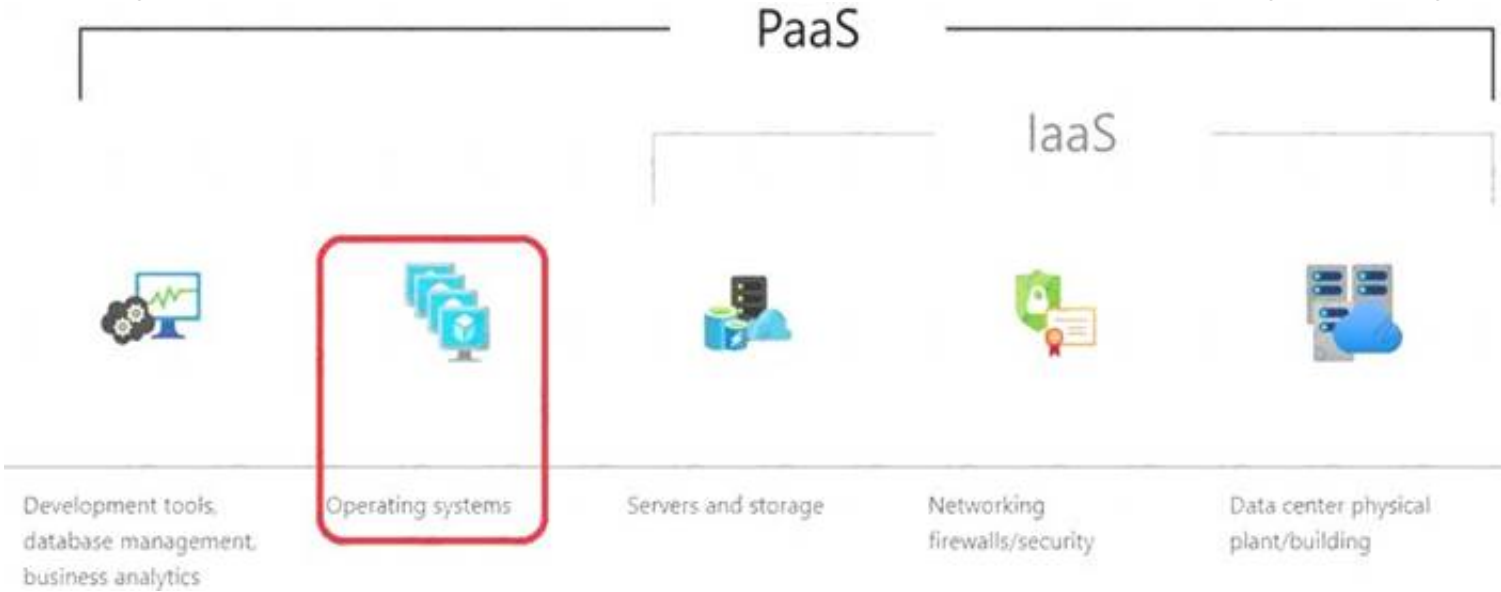 PaaS
IaaS
Development tools,
database management,
business analytics
Operating systems
Servers and storage
Networking
firewalls/security
Data center physical
plant/building